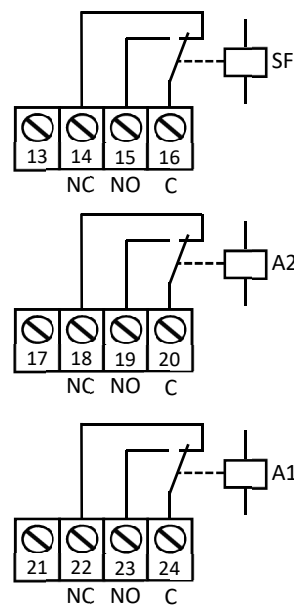 SF
13 14 15 16
NC NO C
A2
17 18 19 20
NC NO C
A1
21 22 23 24
NC NO C